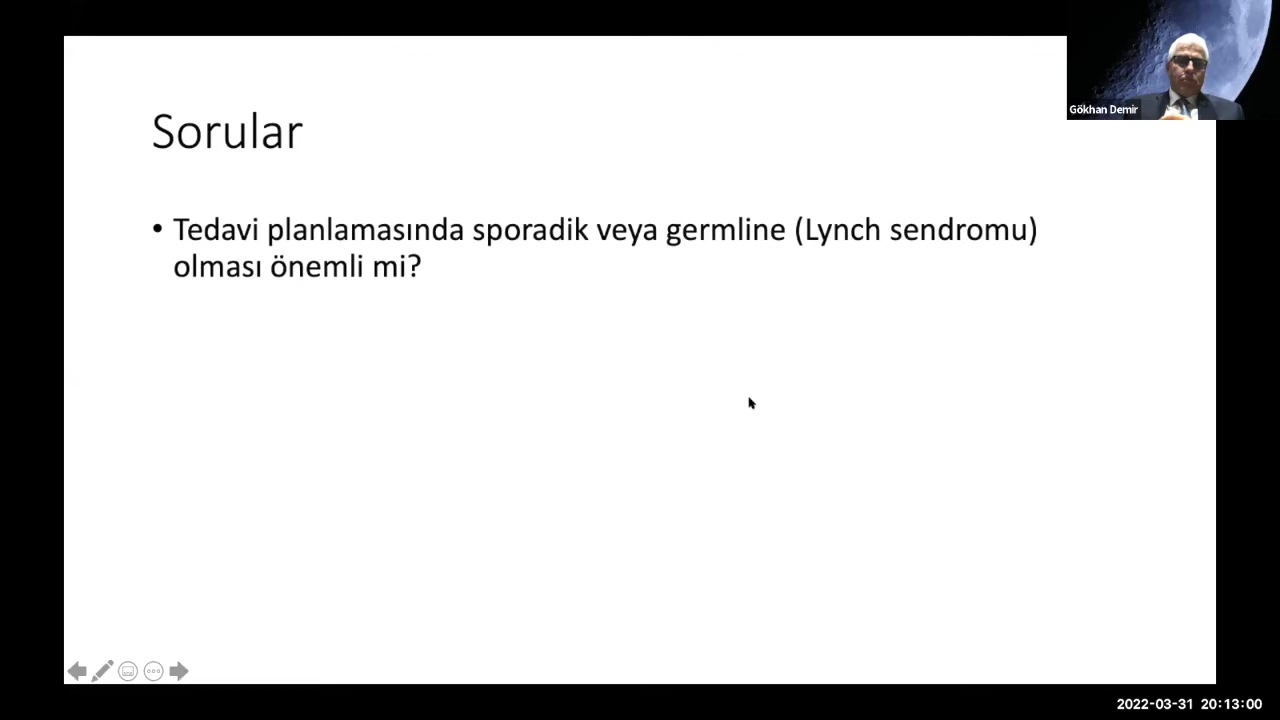 Gökhan Demir
Sorular
• Tedavi planlamasında sporadik veya germline (Lynch sendromu)
olması önemli mi?
2022-03-31 20:13:00